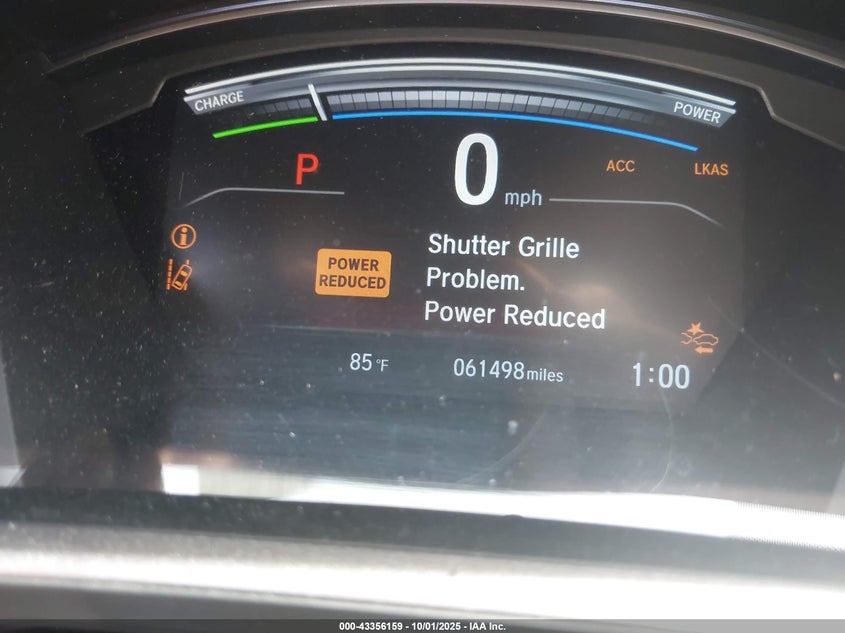 CHARGE
POWER
P
0 mph
ACC
LKAS
Shutter Grille
Problem.
Power Reduced
POWER
REDUCED
85 °F
061498 miles
1:00
000-43356159 - 10/01/2025 - IAA Inc.